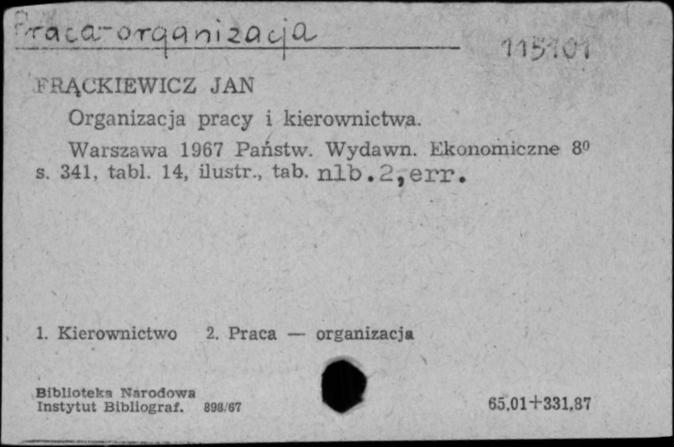 Praca-organizacja
115101
FRĄCKIEWICZ JAN
Organizacja pracy i kierownictwa.
Warszawa 1967 Państw. Wydawn. Ekonomiczne 8⁰
s. 341, tabl. 14, ilustr., tab. nlb.2,err.
1. Kierownictwo 2. Praca — organizacja
Biblioteka Narodowa
Instytut Bibliograf. 898/67
65.01+331.87